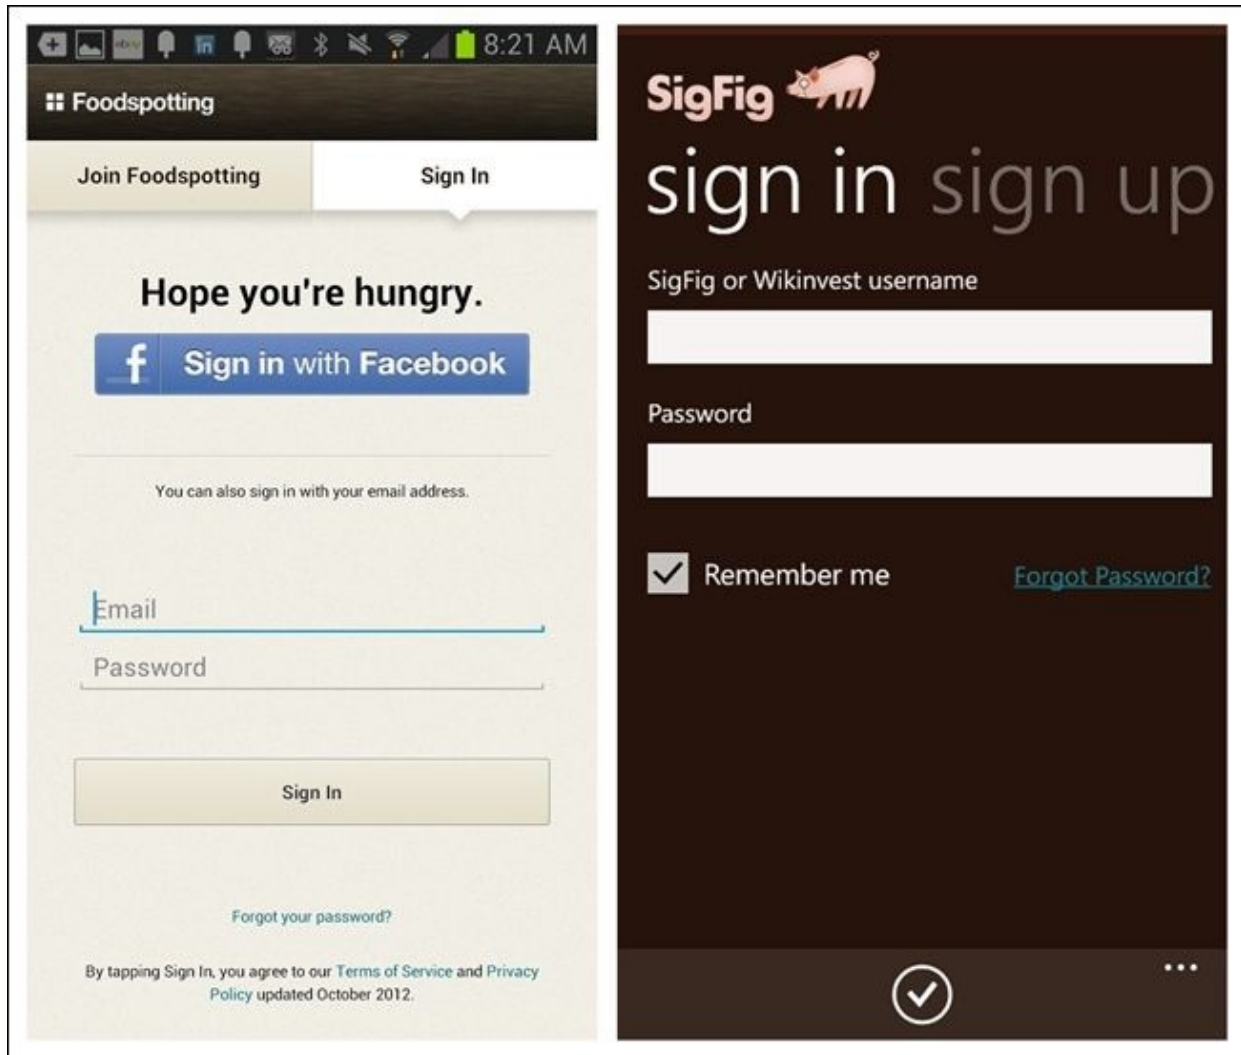 8:21 AM
Foodspotting
Join Foodspotting
Sign In
Hope you're hungry.
f Sign in with Facebook
You can also sign in with your email address.
Email
Password
Sign In
Forgot your password?
By tapping Sign In, you agree to our Terms of Service and Privacy
Policy updated October 2012.
SigFig
sign in sign up
SigFig or Wikinvest username
Password
Remember me
Forgot Password?